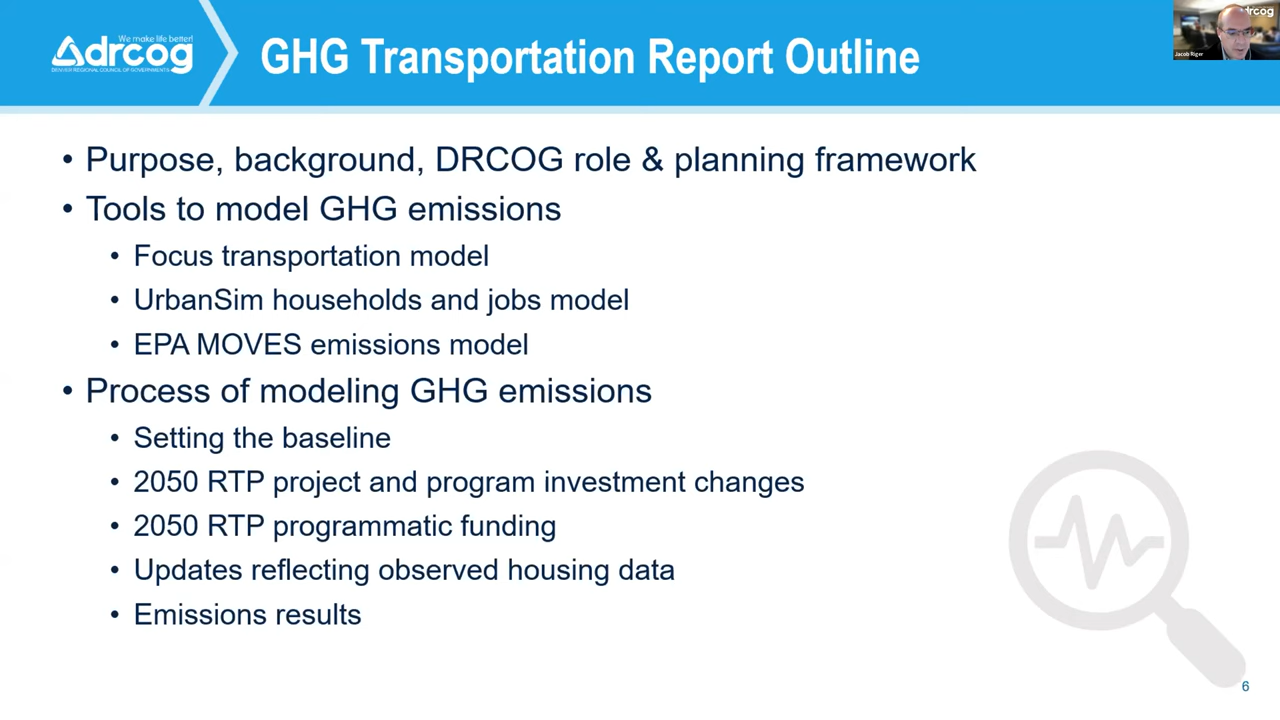 We make life better!
drcog
DENVER REGIONAL COUNCIL OF GOVERNMENTS
GHG Transportation Report Outline
drcog
Jacob Riger
• Purpose, background, DRCOG role & planning framework
• Tools to model GHG emissions
• Focus transportation model
• UrbanSim households and jobs model
• EPA MOVES emissions model
• Process of modeling GHG emissions
• Setting the baseline
• 2050 RTP project and program investment changes
• 2050 RTP programmatic funding
• Updates reflecting observed housing data
• Emissions results
6